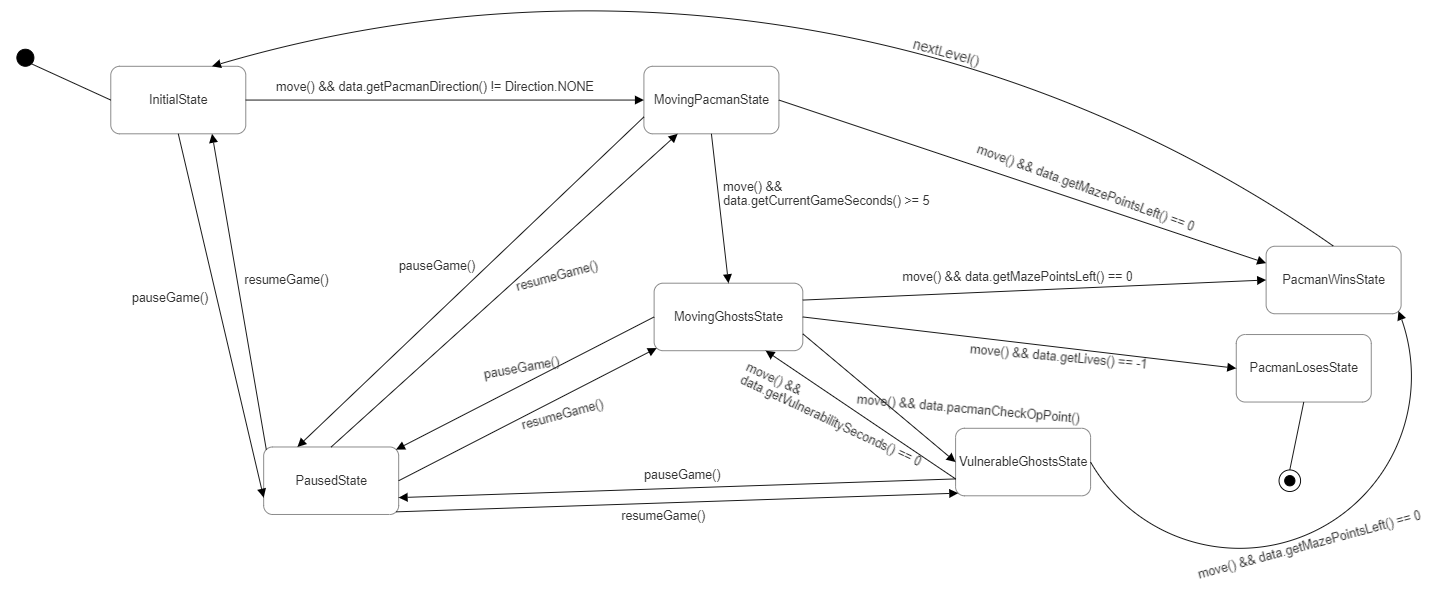 nextLevel()
move() && data.getPacmanDirection() != Direction.NONE
InitialState
MovingPacmanState
move() && data.getMazePointsLeft() == 0
move() &&
data.getCurrentGameSeconds() >= 5
pauseGame()
resumeGame()
resumeGame()
pauseGame()
move() && data.getMazePointsLeft() == 0
PacmanWinsState
MovingGhostsState
move() && data.getLives() == -1
PacmanLosesState
pauseGame()
move() &&
data.getVulnerabilitySeconds() == 0
resumeGame()
move() && data.pacmanCheckOpPoint()
VulnerableGhostsState
PausedState
pauseGame()
resumeGame()
move() && data.getMazePointsLeft() == 0